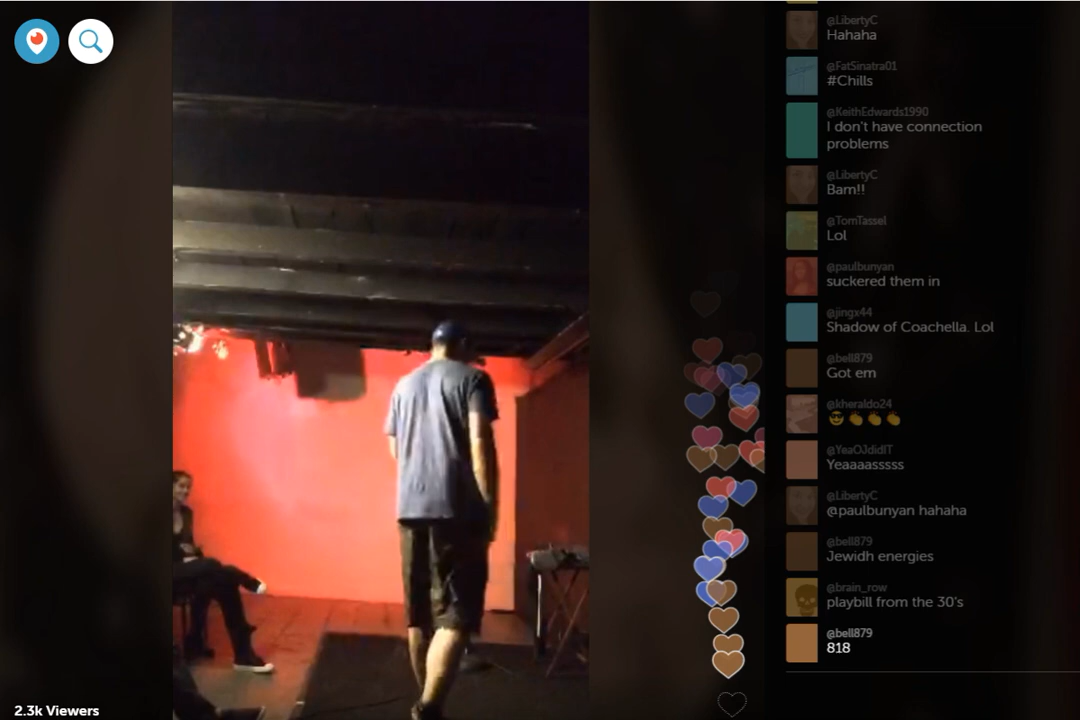 @LibertyC
Hahaha
@FatSinatra01
#Chills
@KeithEdwards1990
I don't have connection
problems
@LibertyC
Bam!!
@TomTassel
Lol
@paulbunyan
suckered them in
@jingx44
Shadow of Coachella. Lol
@bell879
Got em
@kheraldo24
😎👏👏👏
@YeaOJdidIT
Yeaaaasssss
@LibertyC
@paulbunyan hahaha
@bell879
Jewidh energies
@brain_row
playbill from the 30's
@bell879
818
2.3k Viewers